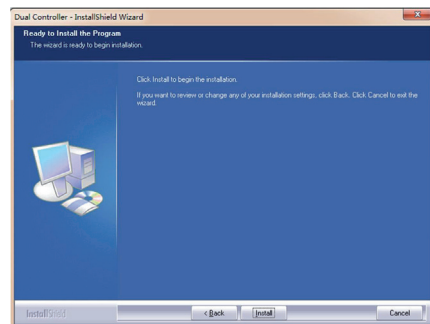 Dual Controller - InstallShield Wizard
Ready to Install the Program
The wizard is ready to begin installation.
Click Install to begin the installation.
If you want to review or change any of your installation settings, click Back. Click Cancel to exit the
wizard.
InstallShield
< Back
Install
Cancel